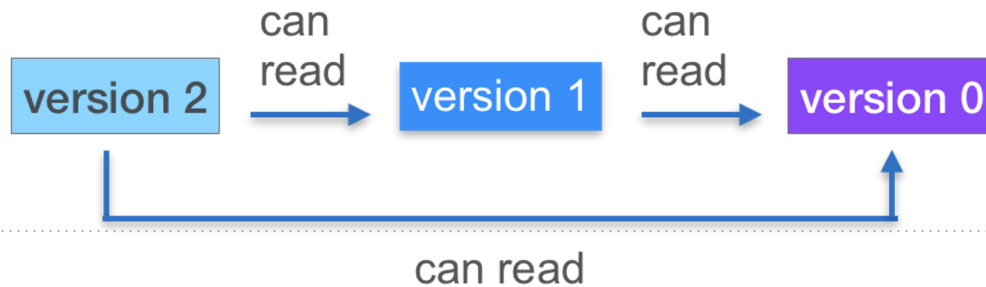 can
read
can
read
version 2
version 1
version 0
can read